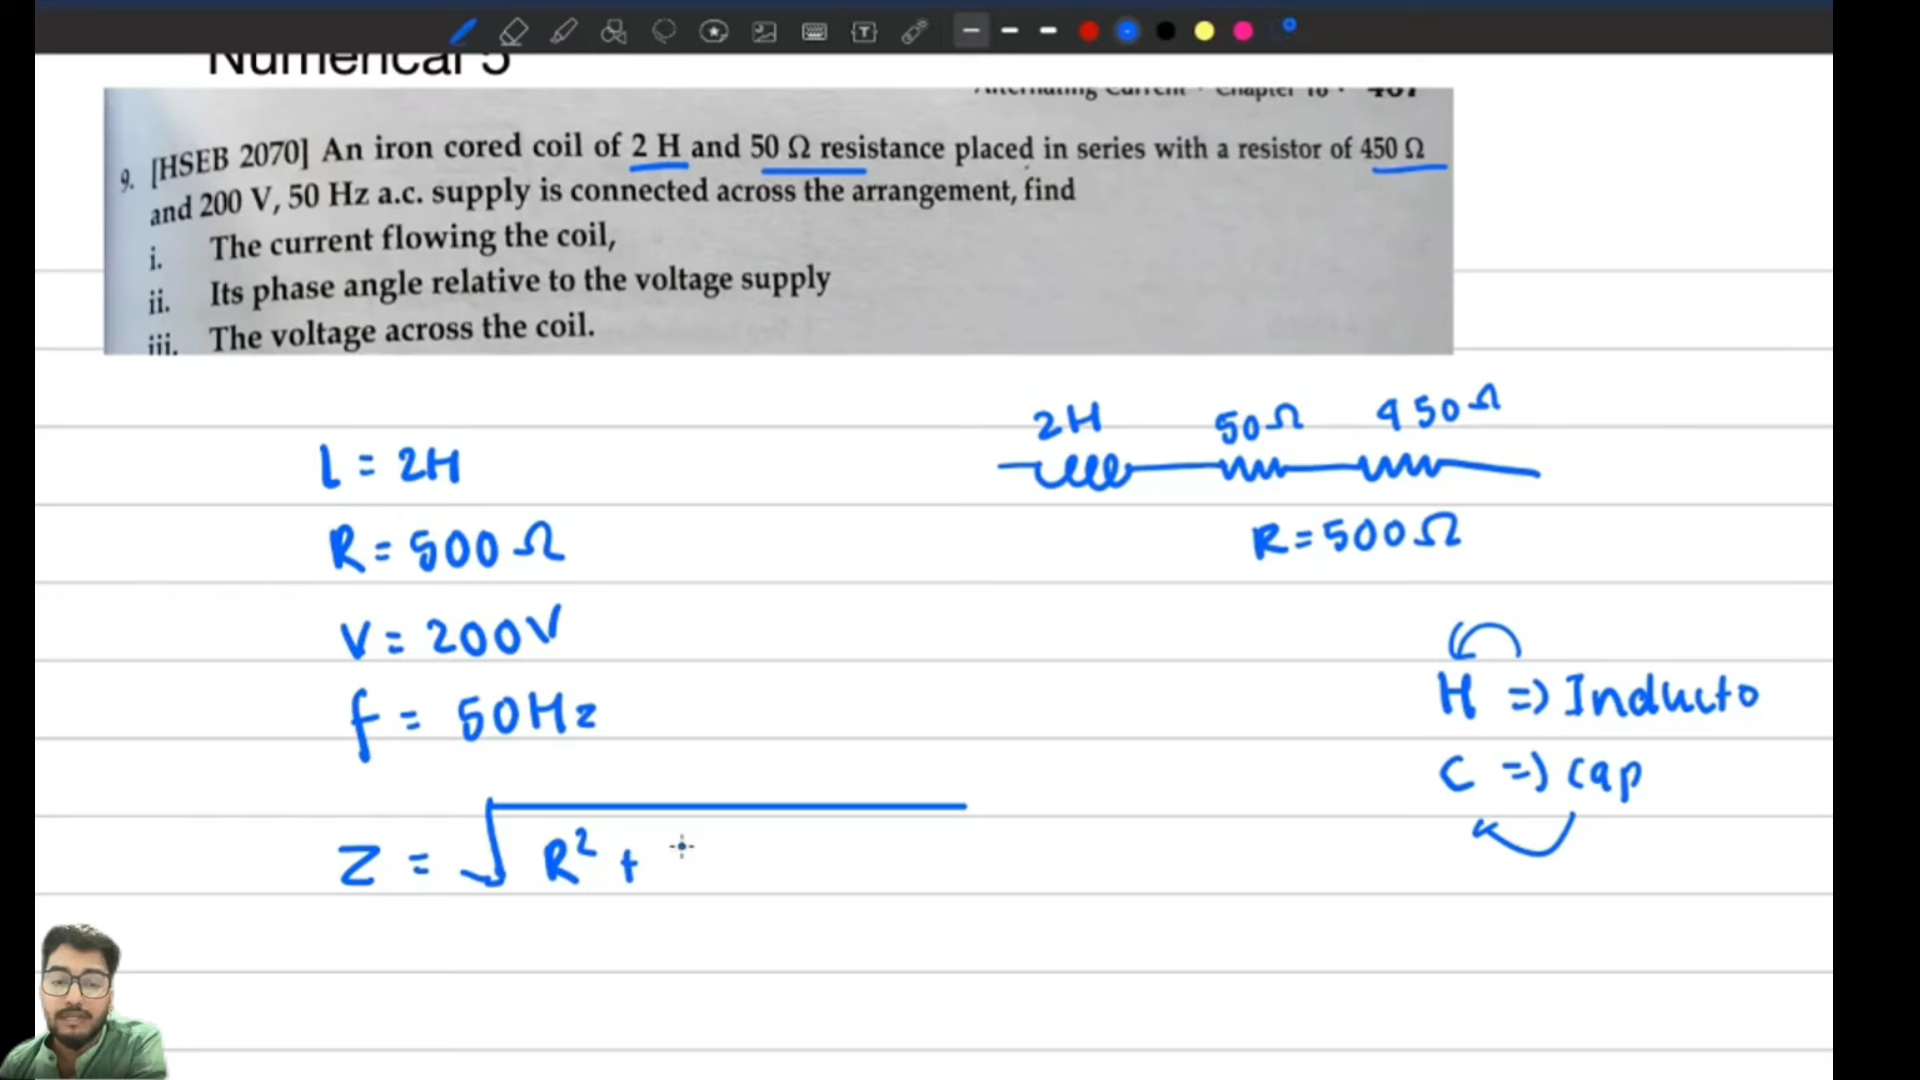 Numerical 5
Alternating Current · Chapter 16 · 467
9. [HSEB 2070] An iron cored coil of 2 H and 50 Ω resistance placed in series with a resistor of 450 Ω
and 200 V, 50 Hz a.c. supply is connected across the arrangement, find
i. The current flowing the coil,
ii. Its phase angle relative to the voltage supply
iii. The voltage across the coil.
2H 50Ω 450Ω
L = 2H
R = 500 Ω
R = 500Ω
V = 200V
H => Inducto
f = 50Hz
C => Cap
Z = √ R² +